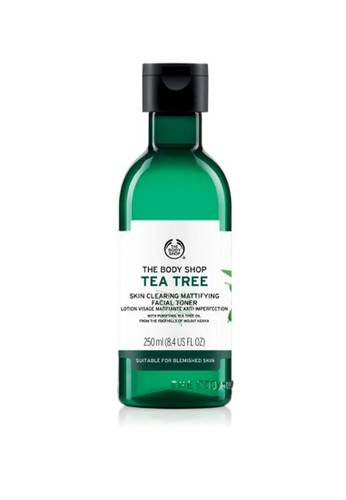 THE
BODY
SHOP
THE BODY SHOP
TEA TREE
SKIN CLEARING MATTIFYING
FACIAL TONER
LOTION VISAGE MATIFIANTE ANTI-IMPERFECTION
WITH PURIFYING TEA TREE OIL
FROM THE FOOTHILLS OF MOUNT KENYA
250 ml (8.4 US FL OZ)
SUITABLE FOR BLEMISHED SKIN
THE BODY